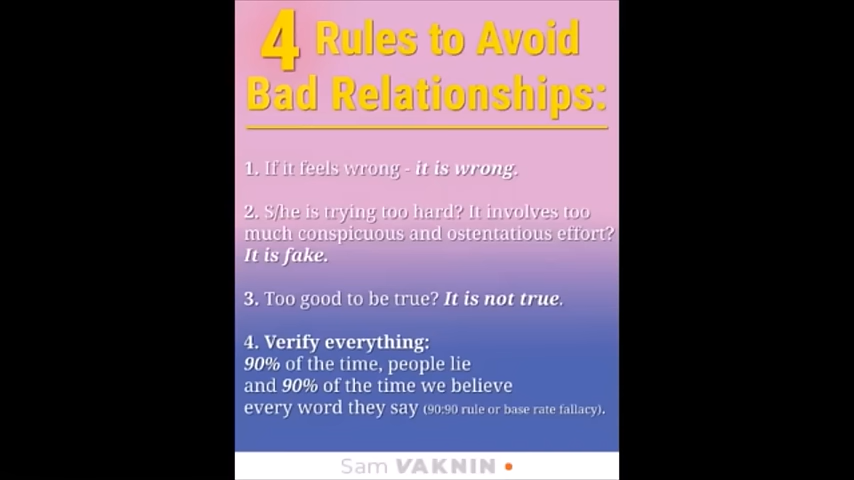 4 Rules to Avoid
Bad Relationships:
1. If it feels wrong - it is wrong.
2. S/he is trying too hard? It involves too
much conspicuous and ostentatious effort?
It is fake.
3. Too good to be true? It is not true.
4. Verify everything:
90% of the time, people lie
and 90% of the time we believe
every word they say (90:90 rule or base rate fallacy).
Sam VAKNIN